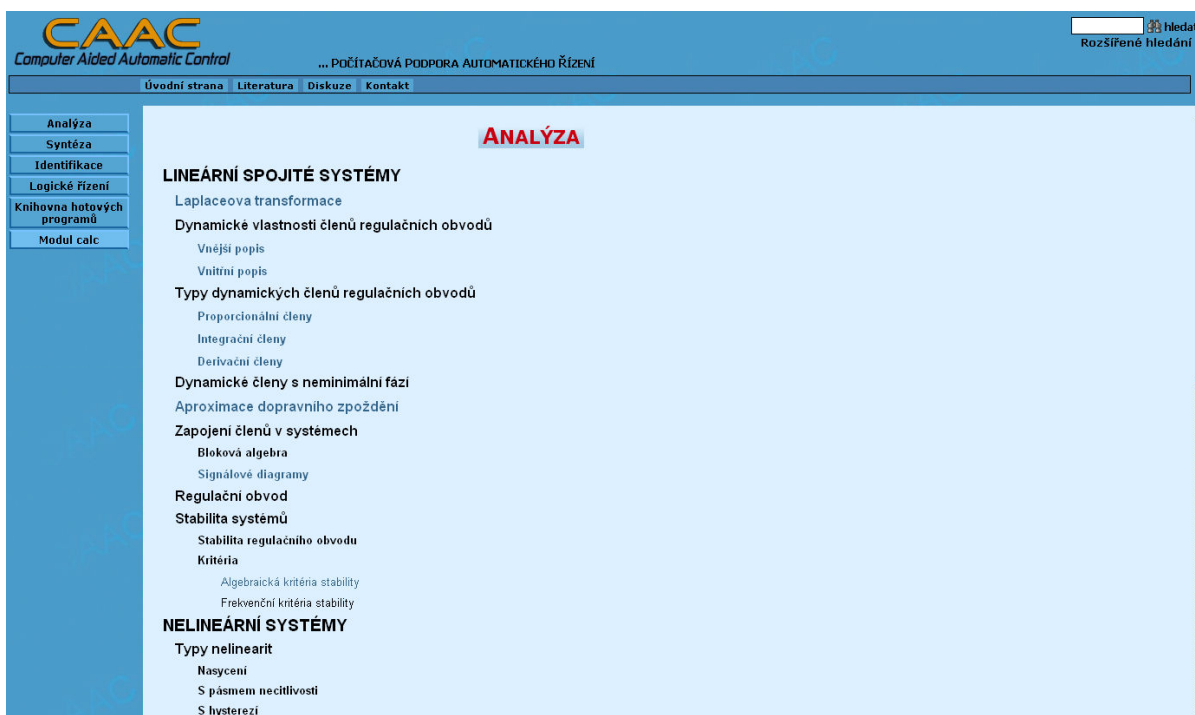 CAAC
Computer Aided Automatic Control
... POČÍTAČOVÁ PODPORA AUTOMATICKÉHO ŘÍZENÍ
hledat
Rozšířené hledání
Úvodní strana Literatura Diskuze Kontakt
Analýza
Syntéza
Identifikace
Logické řízení
Knihovna hotových
programů
Modul calc
ANALÝZA
LINEÁRNÍ SPOJITÉ SYSTÉMY
Laplaceova transformace
Dynamické vlastnosti členů regulačních obvodů
Vnější popis
Vnitřní popis
Typy dynamických členů regulačních obvodů
Proporcionální členy
Integrační členy
Derivační členy
Dynamické členy s neminimální fází
Aproximace dopravního zpoždění
Zapojení členů v systémech
Bloková algebra
Signálové diagramy
Regulační obvod
Stabilita systémů
Stabilita regulačního obvodu
Kritéria
Algebraická kritéria stability
Frekvenční kritéria stability
NELINEÁRNÍ SYSTÉMY
Typy nelinearit
Nasycení
S pásmem necitlivosti
S hysterezí